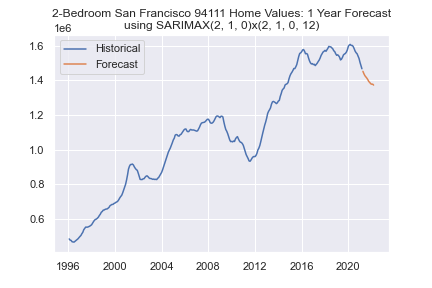 2-Bedroom San Francisco 94111 Home Values: 1 Year Forecast
using SARIMAX(2, 1, 0)x(2, 1, 0, 12)
1e6
Historical
Forecast
1.6
1.4
1.2
1.0
0.8
0.6
1996 2000 2004 2008 2012 2016 2020